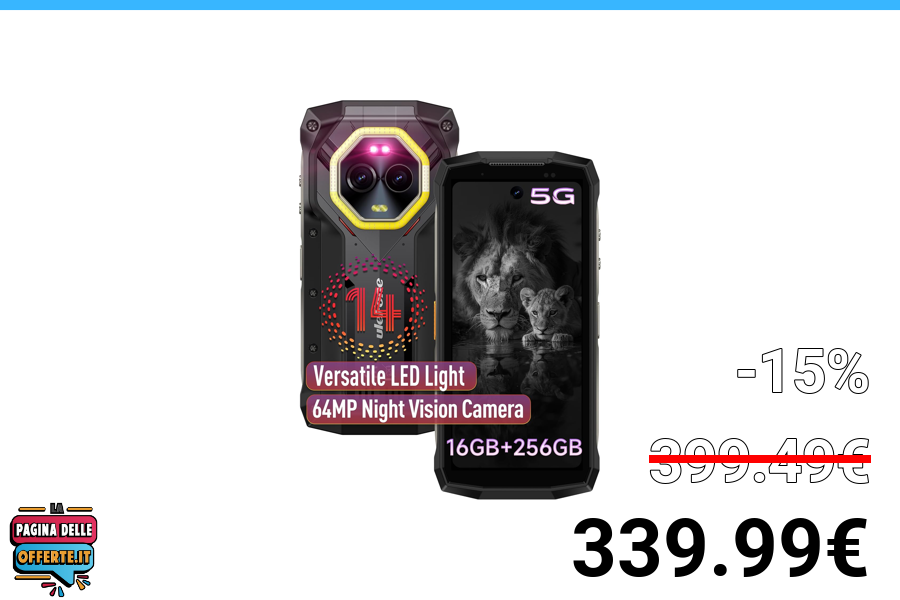 5G
ulefone
14
Versatile LED Light
64MP Night Vision Camera
16GB+256GB
-15%
399.49€
339.99€
LA
PAGINA DELLE
OFFERTE.IT